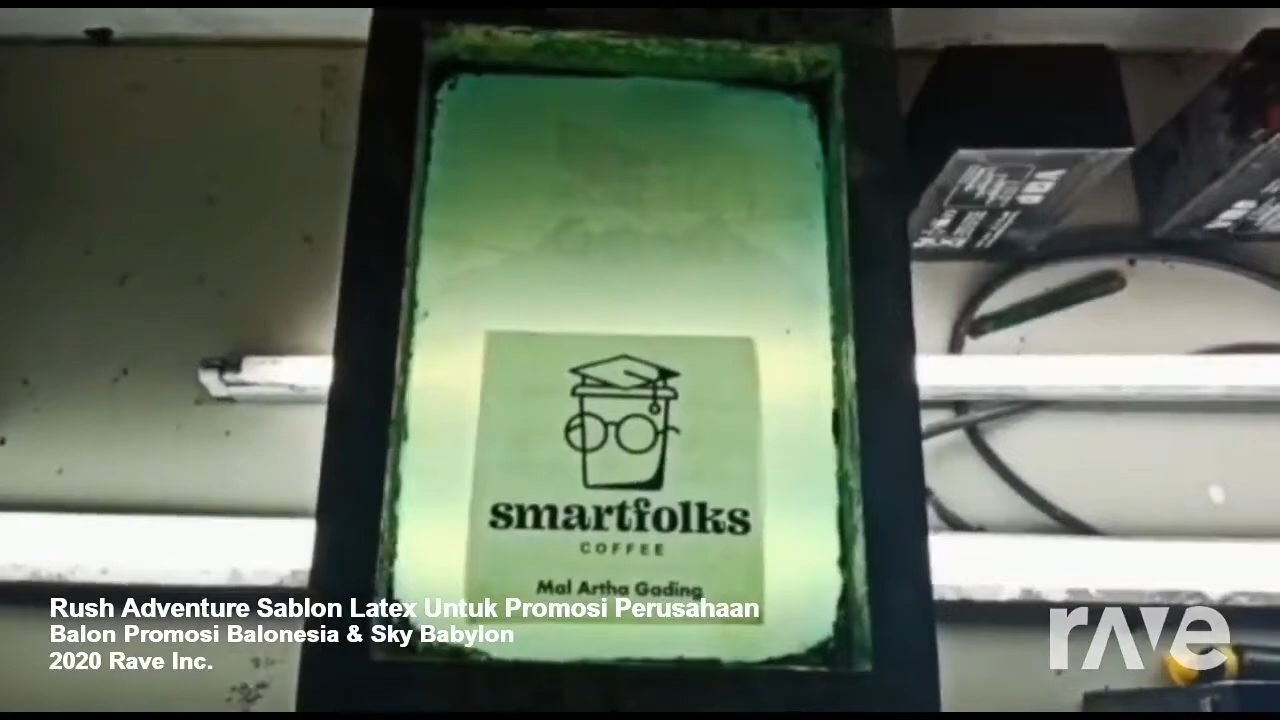 smartfolks
COFFEE
Mal Artha Gading
Rush Adventure Sablon Latex Untuk Promosi Perusahaan
Balon Promosi Balonesia & Sky Babylon
2020 Rave Inc.
rave